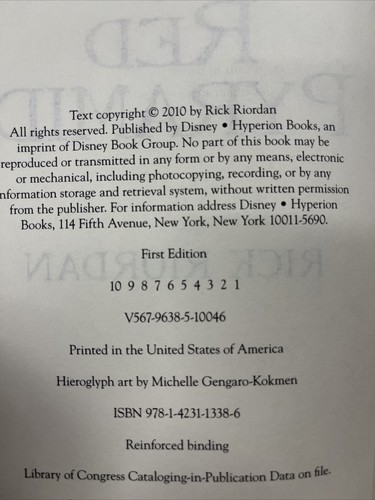 Text copyright © 2010 by Rick Riordan
All rights reserved. Published by Disney • Hyperion Books, an
imprint of Disney Book Group. No part of this book may be
reproduced or transmitted in any form or by any means, electronic
or mechanical, including photocopying, recording, or by any
nformation storage and retrieval system, without written permission
from the publisher. For information address Disney • Hyperion
Books, 114 Fifth Avenue, New York, New York 10011-5690.
First Edition
10 9 8 7 6 5 4 3 2 1
V567-9638-5-10046
Printed in the United States of America
Hieroglyph art by Michelle Gengaro-Kokmen
ISBN 978-1-4231-1338-6
Reinforced binding
Library of Congress Cataloging-in-Publication Data on file.